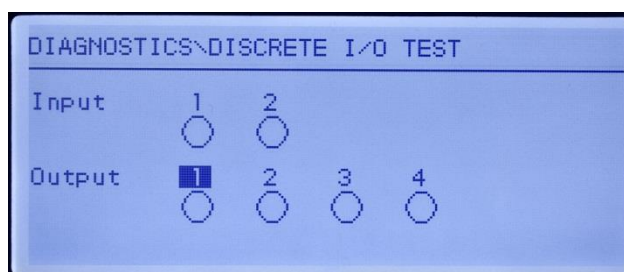 DIAGNOSTICS\DISCRETE I/O TEST
Input 1 2
Output 1 2 3 4